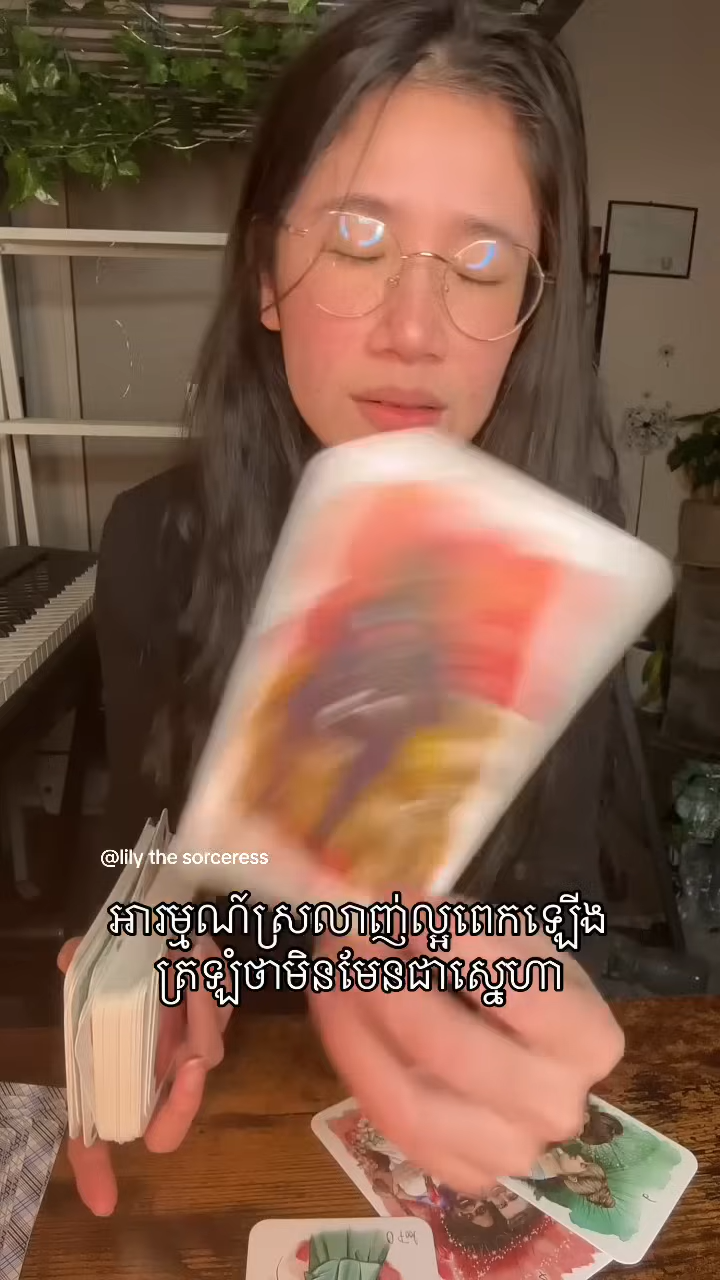 @lily the sorceress
អារម្មណ៍ស្រលាញ់ល្អពេកឡើង
ត្រឡប់ថាមិនមែនជាស្នេហា